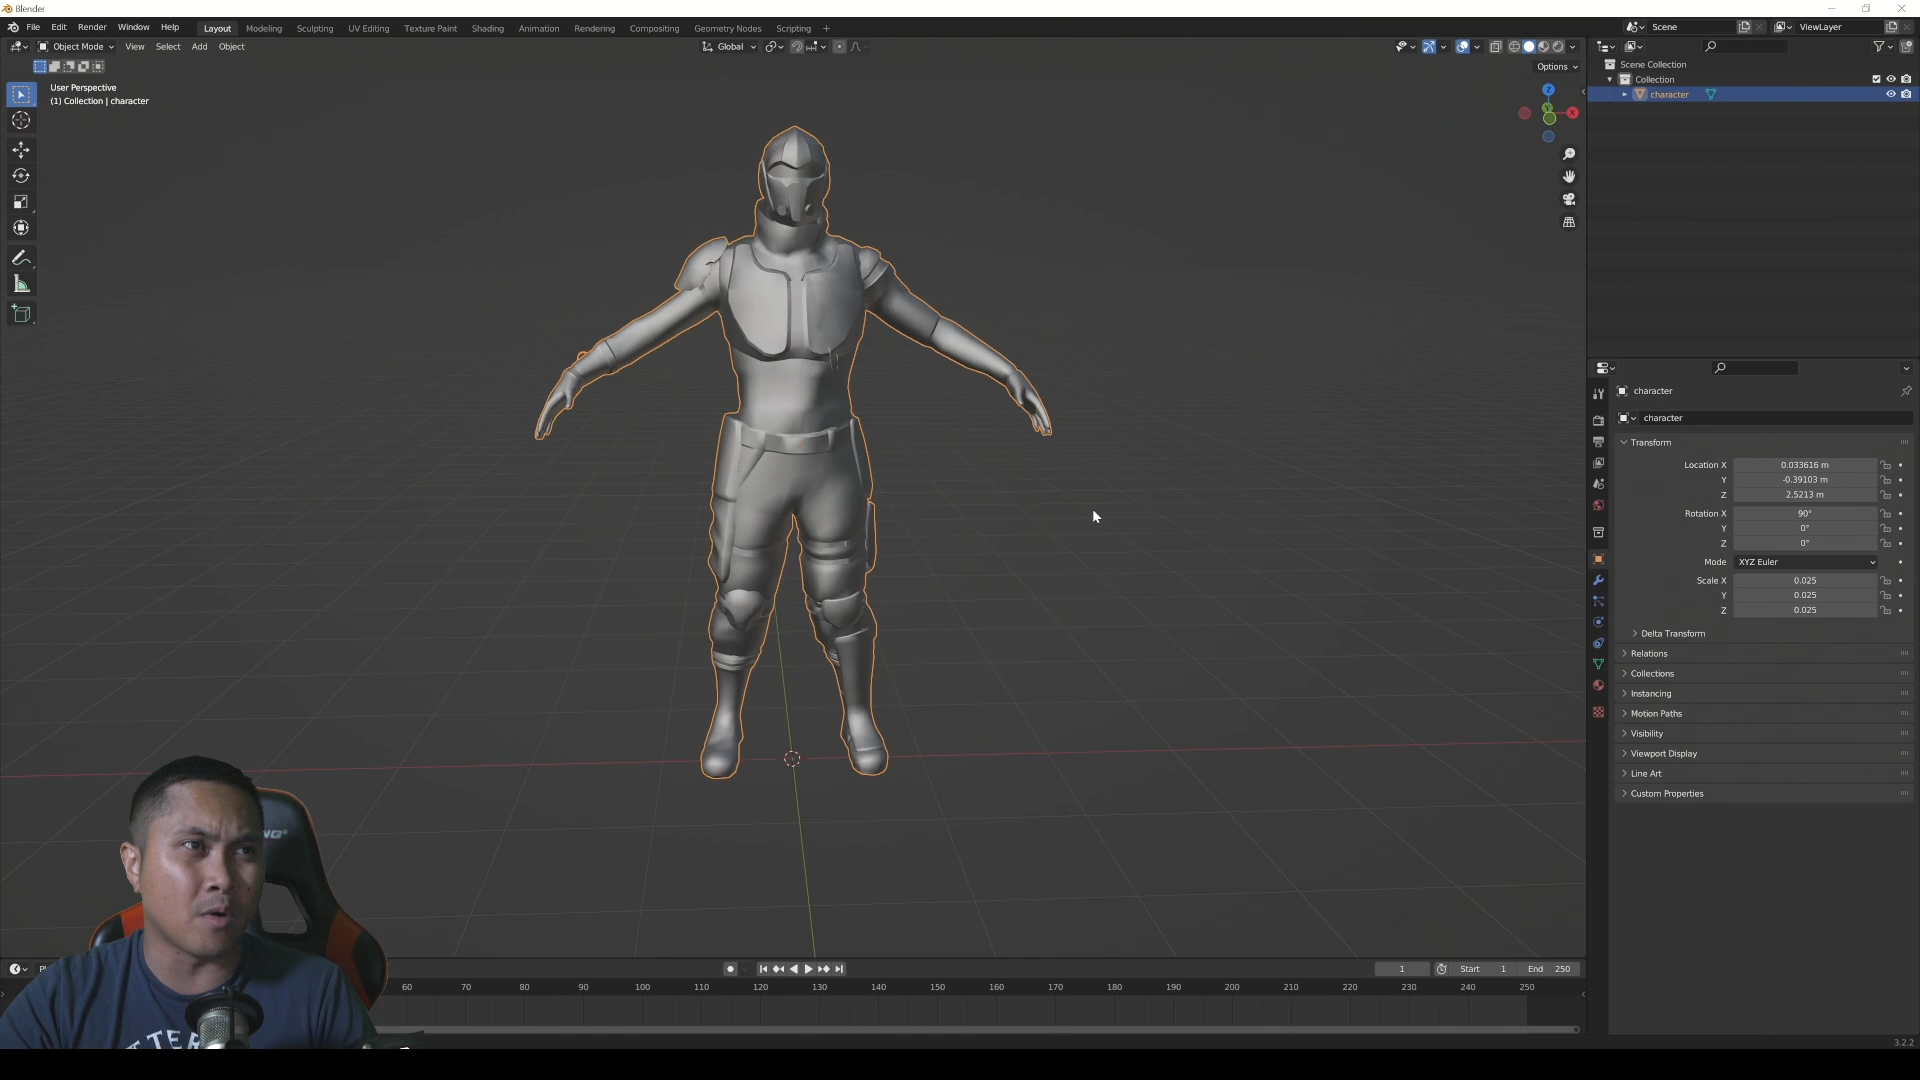 Blender
File Edit Render Window Help Layout Modeling Sculpting UV Editing Texture Paint Shading Animation Rendering Compositing Geometry Nodes Scripting + Scene ViewLayer
Object Mode View Select Add Object Global
Options
User Perspective
(1) Collection | character
Z
Y
X
Scene Collection
Collection
character
character
character
Transform
Location X 0.033616 m
Y -0.39103 m
Z 2.5213 m
Rotation X 90°
Y 0°
Z 0°
Mode XYZ Euler
Scale X 0.025
Y 0.025
Z 0.025
Delta Transform
Relations
Collections
Instancing
Motion Paths
Visibility
Viewport Display
Line Art
Custom Properties
1 Start 1 End 250
60 70 80 90 100 110 120 130 140 150 160 170 180 190 200 210 220 230 240 250
3.2.2